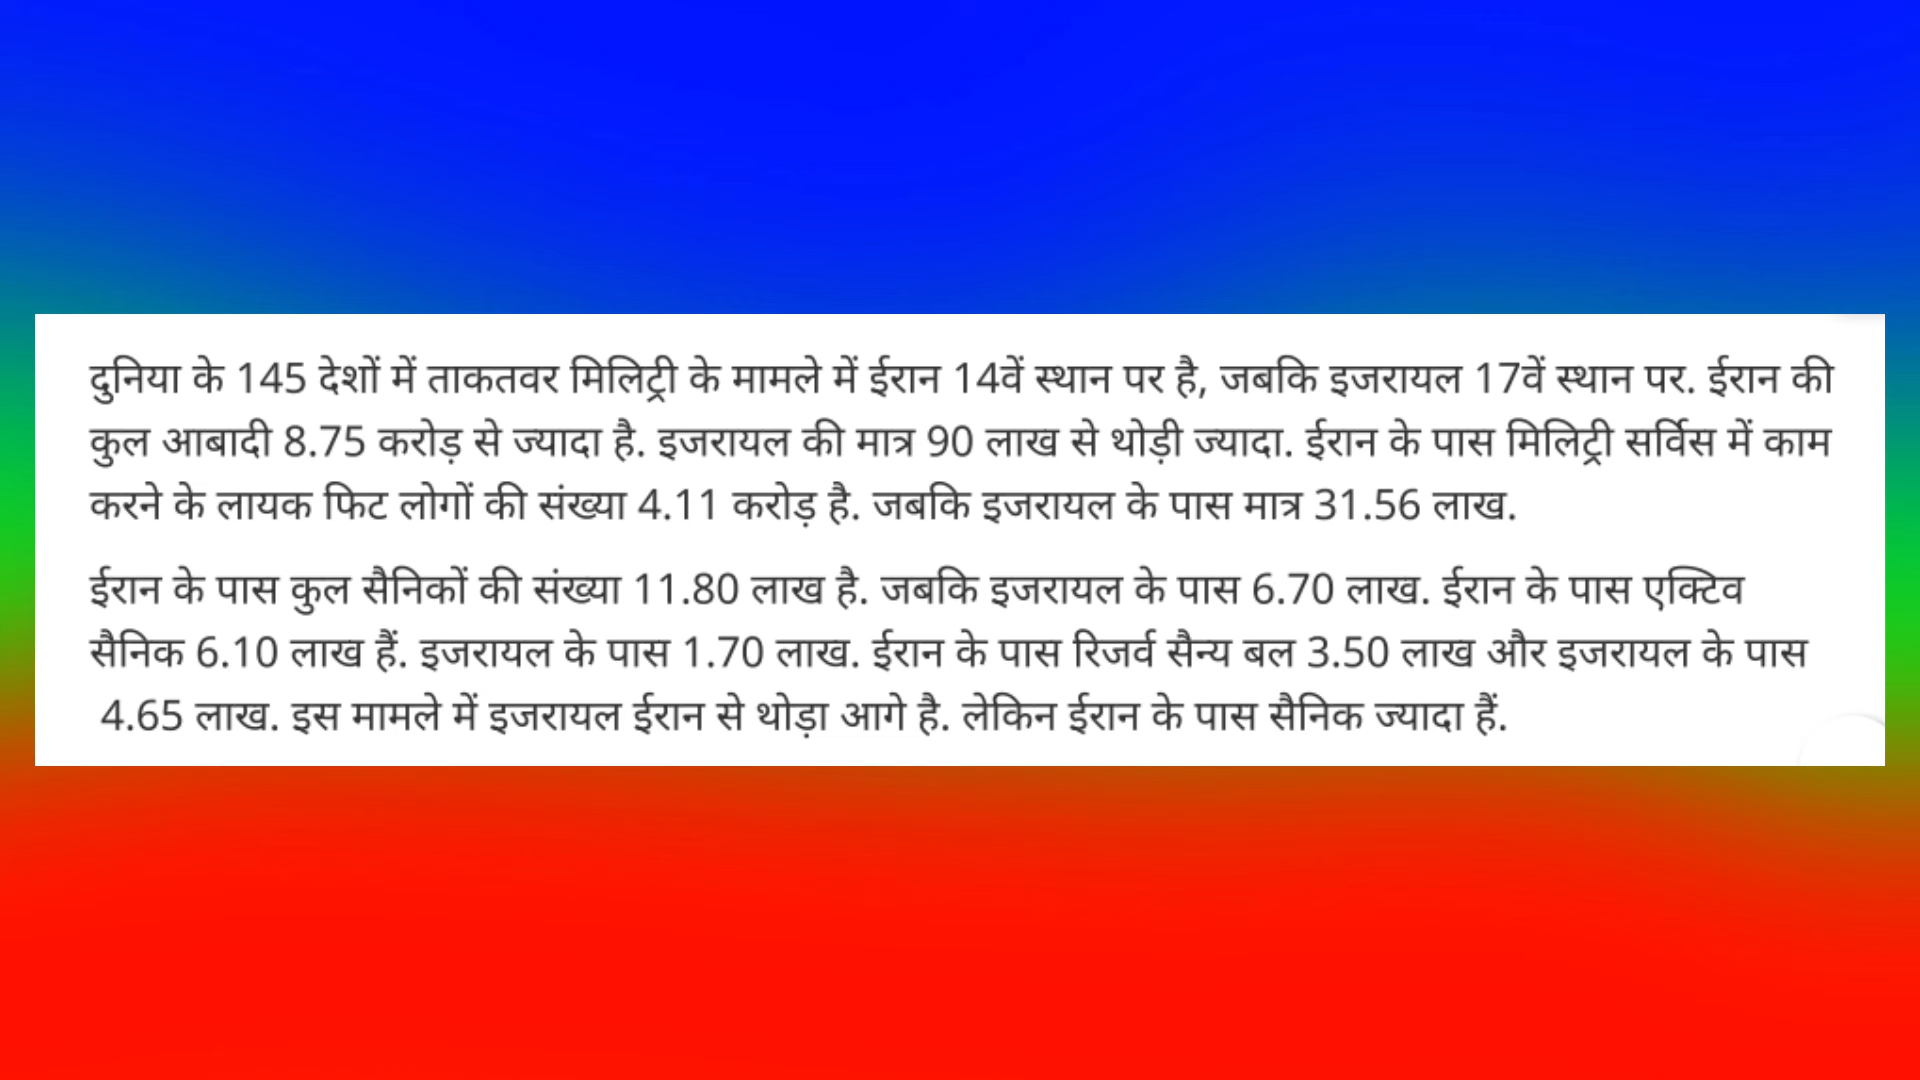 दुनिया के 145 देशों में ताकतवर मिलिट्री के मामले में ईरान 14वें स्थान पर है, जबकि इजरायल 17वें स्थान पर. ईरान की
कुल आबादी 8.75 करोड़ से ज्यादा है. इजरायल की मात्र 90 लाख से थोड़ी ज्यादा. ईरान के पास मिलिट्री सर्विस में काम
करने के लायक फिट लोगों की संख्या 4.11 करोड़ है. जबकि इजरायल के पास मात्र 31.56 लाख.
ईरान के पास कुल सैनिकों की संख्या 11.80 लाख है. जबकि इजरायल के पास 6.70 लाख. ईरान के पास एक्टिव
सैनिक 6.10 लाख हैं. इजरायल के पास 1.70 लाख. ईरान के पास रिजर्व सैन्य बल 3.50 लाख और इजरायल के पास
4.65 लाख. इस मामले में इजरायल ईरान से थोड़ा आगे है. लेकिन ईरान के पास सैनिक ज्यादा हैं.